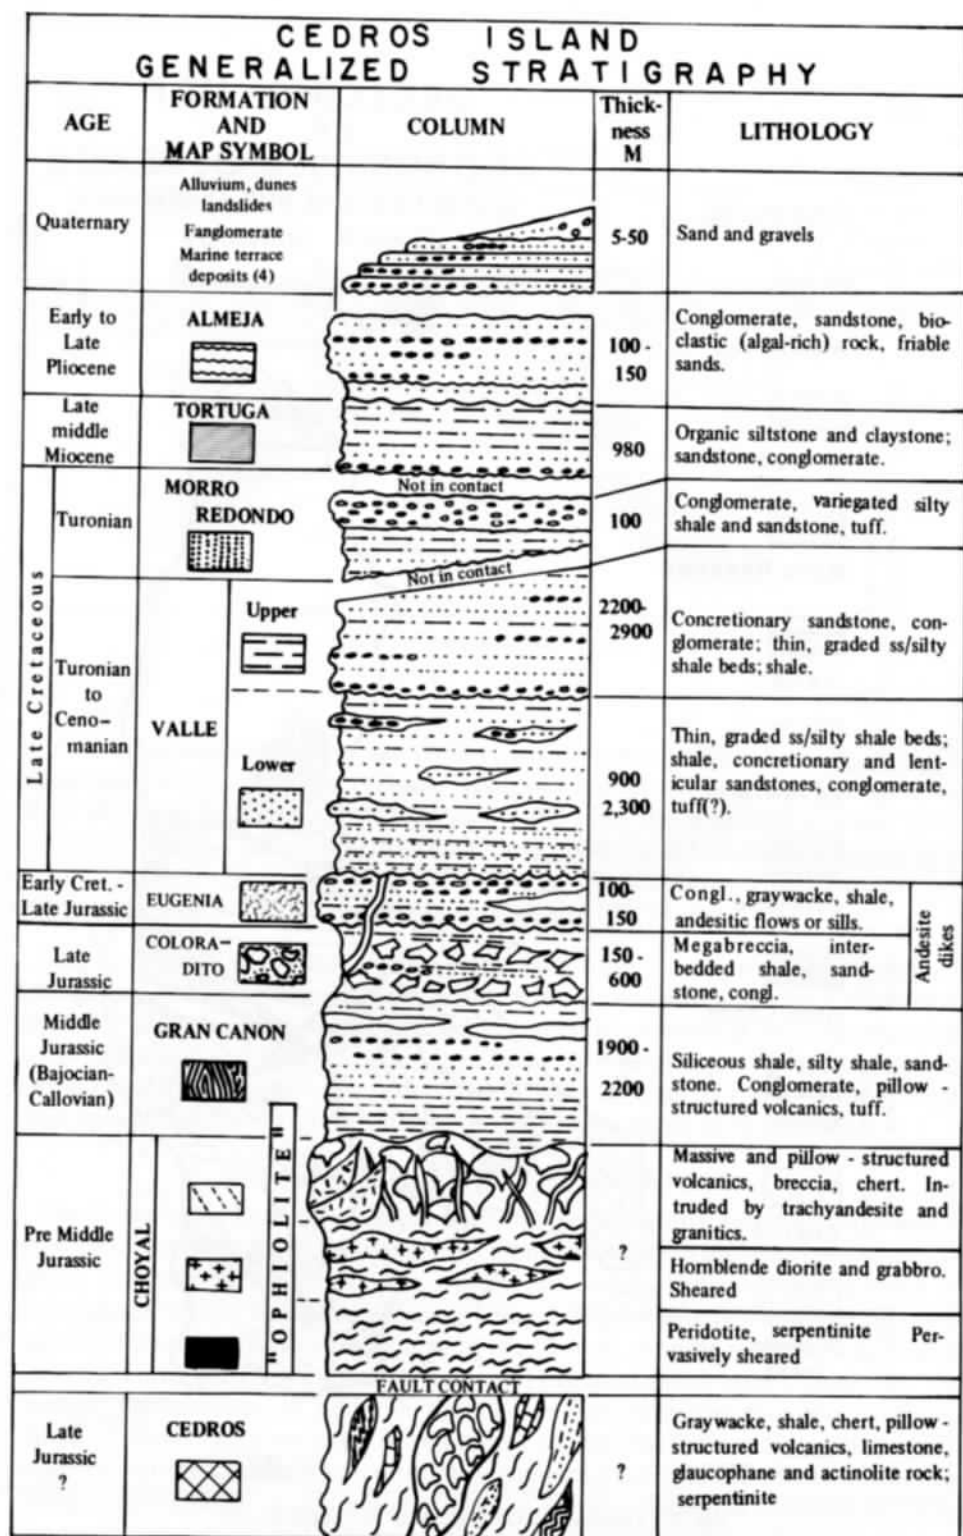 CEDROS ISLAND
GENERALIZED STRATIGRAPHY
AGE
FORMATION
AND
MAP SYMBOL
COLUMN
Thick-
ness
M
LITHOLOGY
Quaternary
Alluvium, dunes
landslides
Fanglomerate
Marine terrace
deposits (4)
5-50
Sand and gravels
Early to
Late
Pliocene
ALMEJA
100 -
150
Conglomerate, sandstone, bio-
clastic (algal-rich) rock, friable
sands.
Late
middle
Miocene
TORTUGA
980
Organic siltstone and claystone;
sandstone, conglomerate.
Not in contact
Late Cretaceous
Turonian
MORRO
REDONDO
100
Conglomerate, variegated silty
shale and sandstone, tuff.
Not in contact
Turonian
to
Ceno-
manian
VALLE
Upper
2200-
2900
Concretionary sandstone, con-
glomerate; thin, graded ss/silty
shale beds; shale.
Lower
900
2,300
Thin, graded ss/silty shale beds;
shale, concretionary and lent-
icular sandstones, conglomerate,
tuff(?).
Early Cret. -
Late Jurassic
EUGENIA
100-
150
Congl., graywacke, shale,
andesitic flows or sills.
Andesite
dikes
Late
Jurassic
COLORA-
DITO
150 -
600
Megabreccia, inter-
bedded shale, sand-
stone, congl.
Middle
Jurassic
(Bajocian-
Callovian)
GRAN CANON
1900 -
2200
Siliceous shale, silty shale, sand-
stone. Conglomerate, pillow -
structured volcanics, tuff.
Pre Middle
Jurassic
CHOYAL
"OPHIOLITE"
?
Massive and pillow - structured
volcanics, breccia, chert. In-
truded by trachyandesite and
granitics.
Hornblende diorite and grabbro.
Sheared
Peridotite, serpentinite Per-
vasively sheared
FAULT CONTACT
Late
Jurassic
?
CEDROS
?
Graywacke, shale, chert, pillow -
structured volcanics, limestone,
glaucophane and actinolite rock;
serpentinite